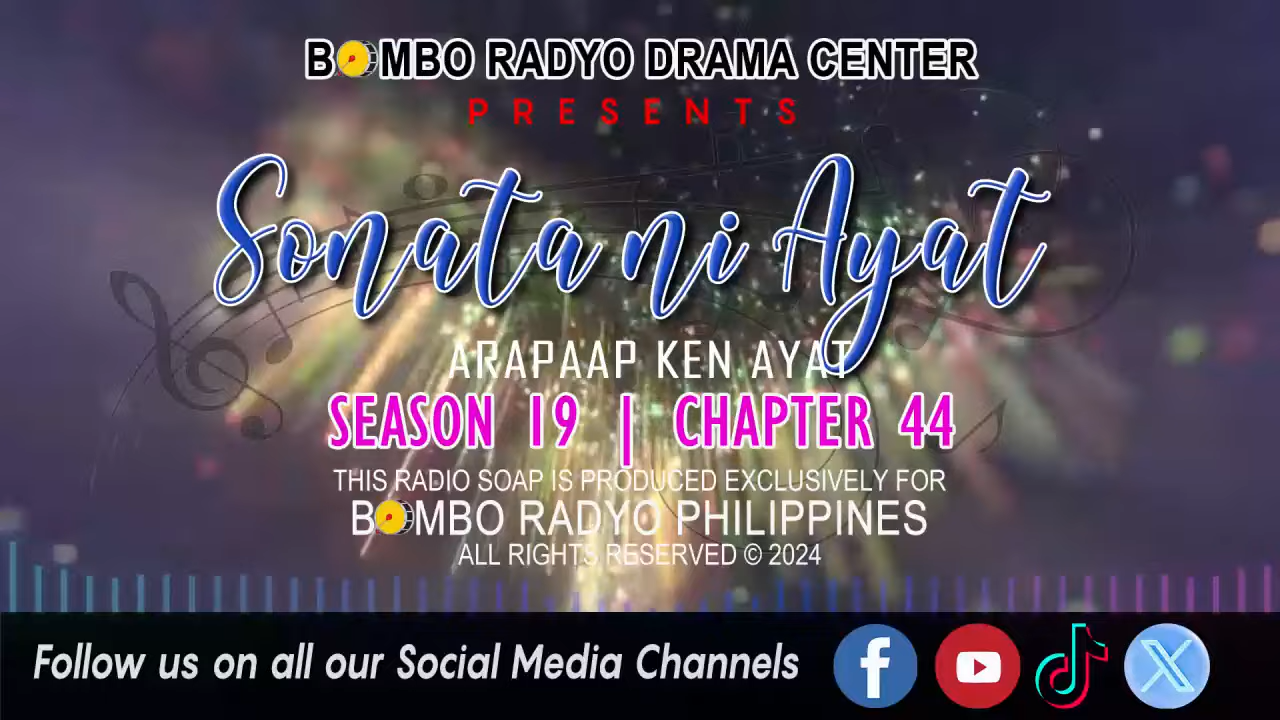 BOMBO RADYO DRAMA CENTER
PRESENTS
Sonata ni Ayat
ARAPAAP KEN AYAT
SEASON 19 | CHAPTER 44
THIS RADIO SOAP IS PRODUCED EXCLUSIVELY FOR
BOMBO RADYO PHILIPPINES
ALL RIGHTS RESERVED © 2024
Follow us on all our Social Media Channels